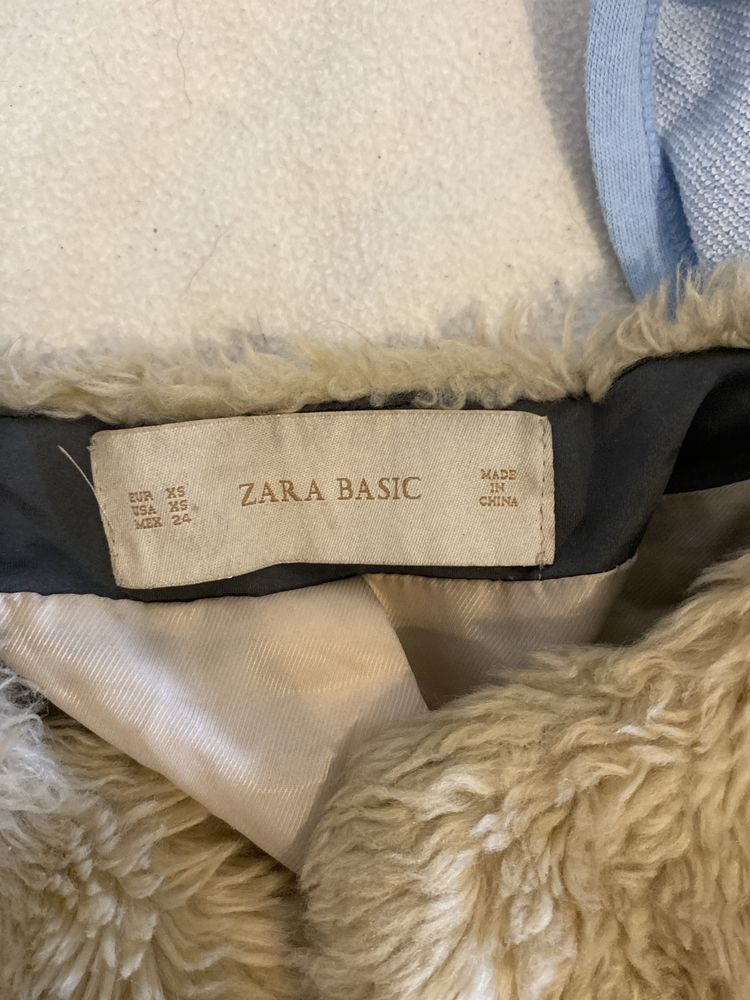 EUR XS
USA XS
MEX 24
ZARA BASIC
MADE
IN
CHINA